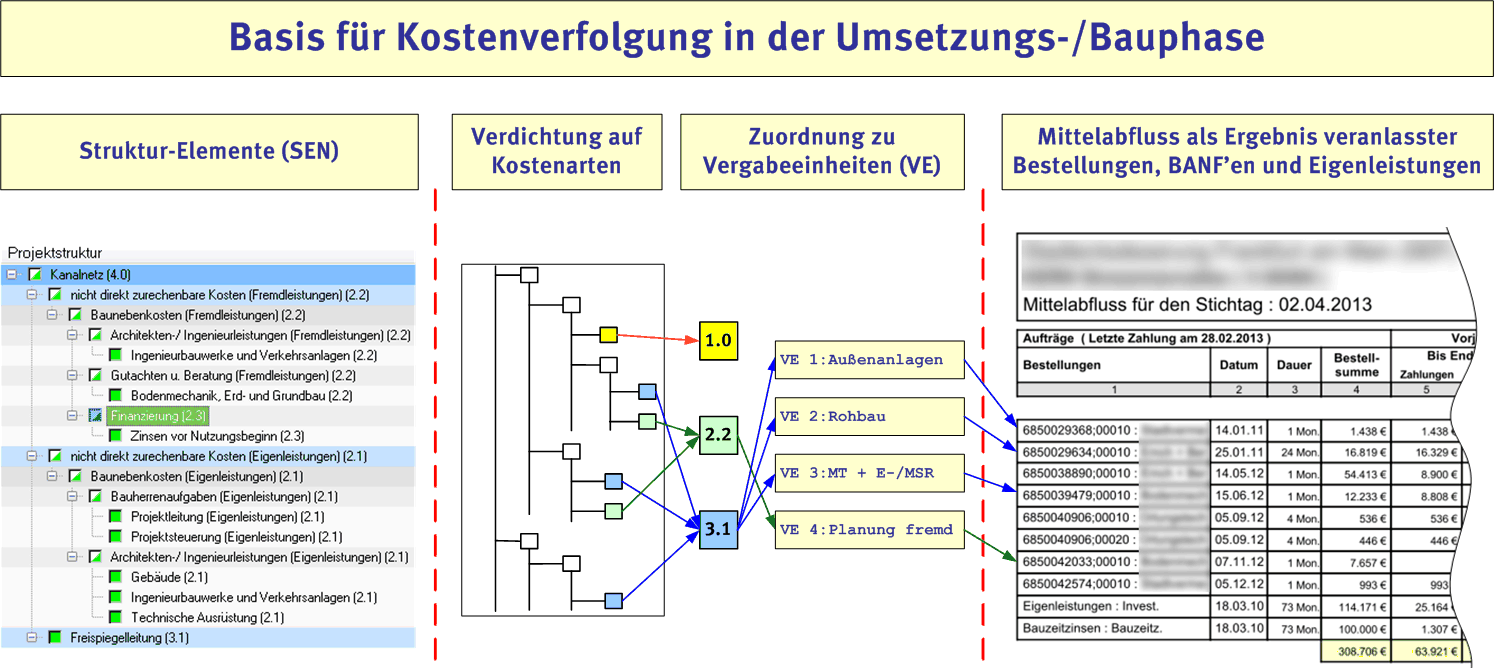 Basis für Kostenverfolgung in der Umsetzungs-/Bauphase
Struktur-Elemente (SEN)
Verdichtung auf
Kostenarten
Zuordnung zu
Vergabeeinheiten (VE)
Mittelabfluss als Ergebnis veranlasster
Bestellungen, BANF'en und Eigenleistungen
Projektstruktur
Kanalnetz (4.0)
nicht direkt zurechenbare Kosten (Fremdleistungen) (2.2)
Baunebenkosten (Fremdleistungen) (2.2)
Architekten-/ Ingenieurleistungen (Fremdleistungen) (2.2)
Ingenieurbauwerke und Verkehrsanlagen (2.2)
Gutachten u. Beratung (Fremdleistungen) (2.2)
Bodenmechanik, Erd- und Grundbau (2.2)
Finanzierung (2.3)
Zinsen vor Nutzungsbeginn (2.3)
nicht direkt zurechenbare Kosten (Eigenleistungen) (2.1)
Baunebenkosten (Eigenleistungen) (2.1)
Bauherrenaufgaben (Eigenleistungen) (2.1)
Projektleitung (Eigenleistungen) (2.1)
Projektsteuerung (Eigenleistungen) (2.1)
Architekten-/ Ingenieurleistungen (Eigenleistungen) (2.1)
Gebäude (2.1)
Ingenieurbauwerke und Verkehrsanlagen (2.1)
Technische Ausrüstung (2.1)
Freispiegelleitung (3.1)
1.0
2.2
3.1
VE 1:Außenanlagen
VE 2:Rohbau
VE 3:MT + E-/MSR
VE 4:Planung fremd
Mittelabfluss für den Stichtag : 02.04.2013
Aufträge ( Letzte Zahlung am 28.02.2013 ) Vorj
Bestellungen Datum Dauer Bestell-summe Bis End Zahlungen
1 2 3 4 5
6850029368;00010 : 14.01.11 1 Mon. 1.438 € 1.438 €
6850029634;00010 : 25.01.11 24 Mon. 16.819 € 16.329 €
6850038890;00010 : 14.05.12 1 Mon. 54.413 € 8.900 €
6850039479;00010 : 15.06.12 1 Mon. 12.233 € 8.808 €
6850040906;00010 : 05.09.12 4 Mon. 536 € 536 €
6850040906;00020 : 05.09.12 4 Mon. 446 € 446 €
6850042033;00010 : 07.11.12 1 Mon. 7.657 €
6850042574;00010 : 05.12.12 1 Mon. 993 € 993
Eigenleistungen : Invest. 18.03.10 73 Mon. 114.171 € 25.164
Bauzeitzinsen : Bauzeitz. 18.03.10 73 Mon. 100.000 € 1.307 €
308.706 € 63.921 €